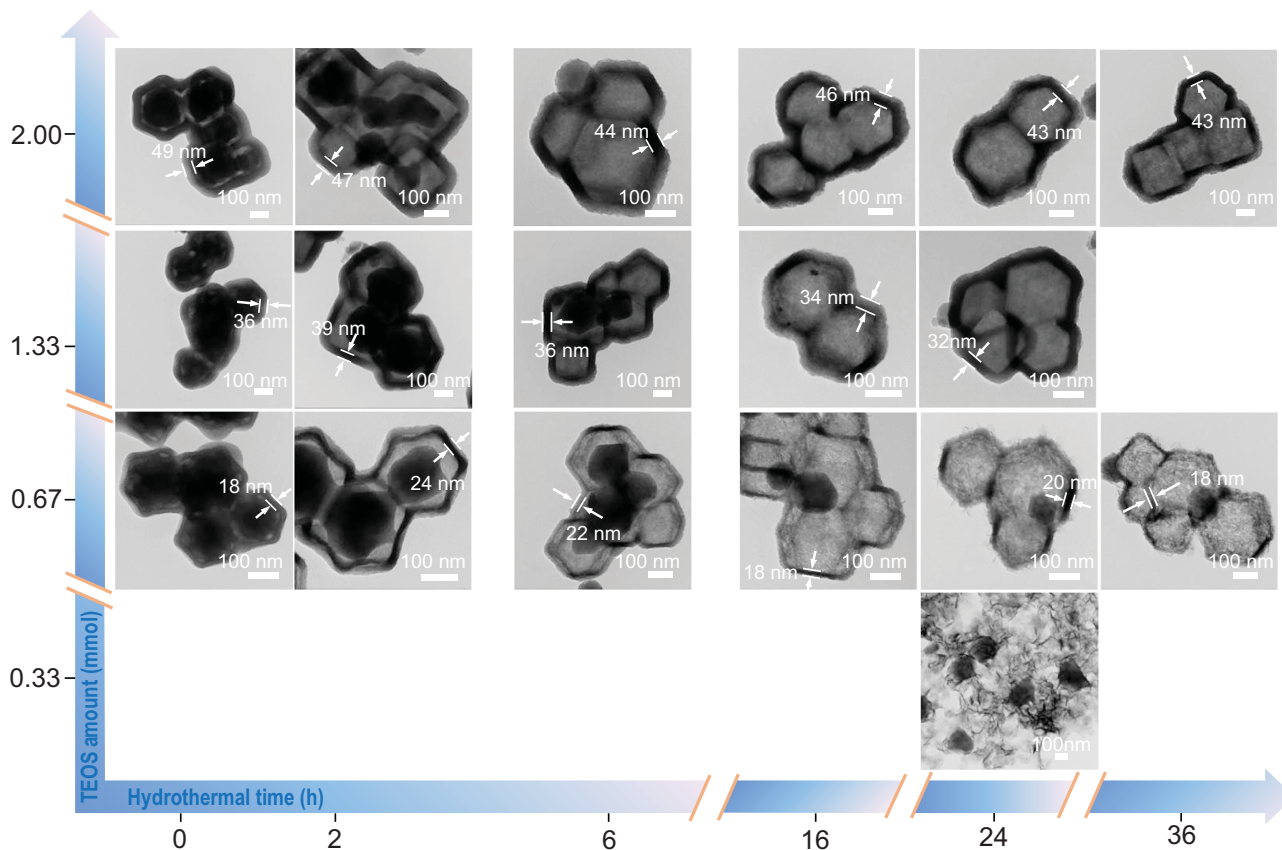 2.00
49 nm
100 nm
47 nm
100 nm
44 nm
100 nm
46 nm
100 nm
43 nm
100 nm
43 nm
100 nm
1.33
36 nm
100 nm
39 nm
100 nm
36 nm
100 nm
34 nm
100 nm
32nm
100 nm
0.67
18 nm
100 nm
24 nm
100 nm
22 nm
100 nm
18 nm
100 nm
20 nm
100 nm
18 nm
100 nm
0.33
100nm
TEOS amount (mmol)
Hydrothermal time (h)
0
2
6
16
24
36